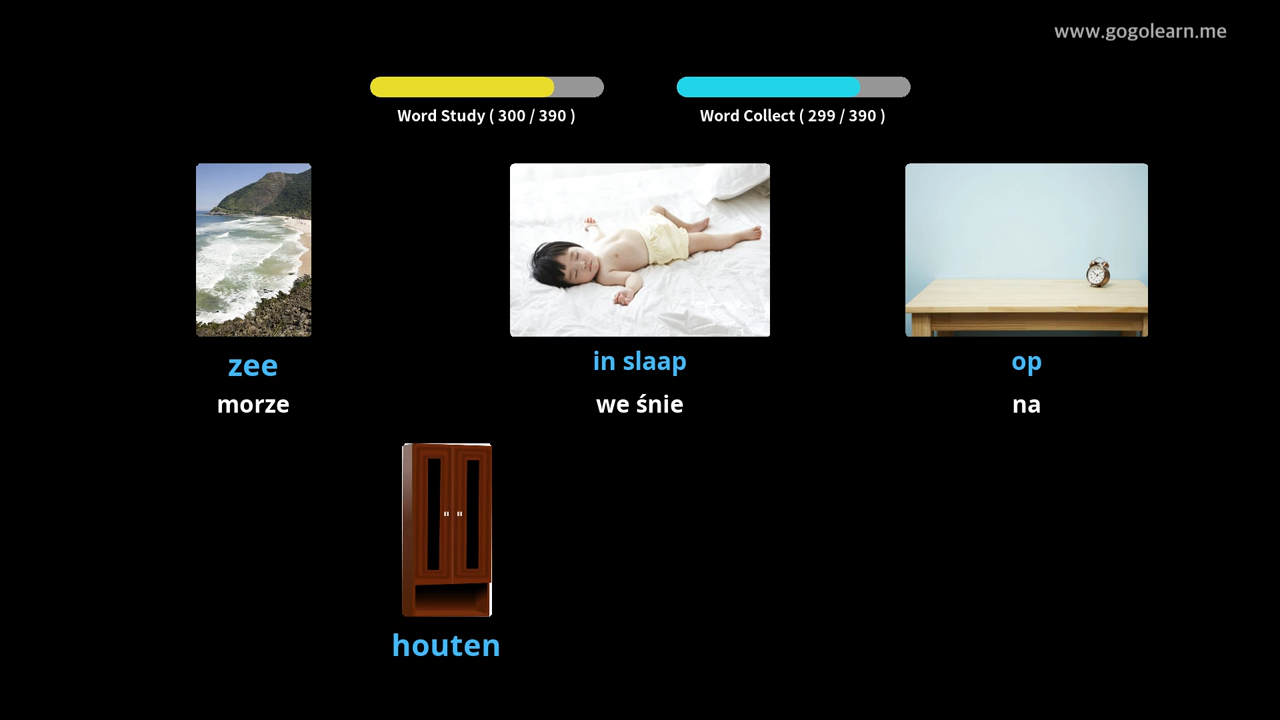 www.gogolearn.me
Word Study ( 300 / 390 )
Word Collect ( 299 / 390 )
zee
morze
in slaap
we śnie
op
na
houten